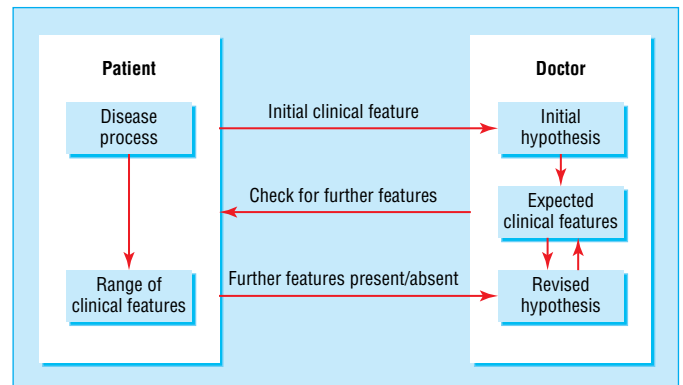 Patient
Doctor
Disease
process
Initial clinical feature
Initial
hypothesis
Check for further features
Expected
clinical features
Range of
clinical features
Further features present/absent
Revised
hypothesis